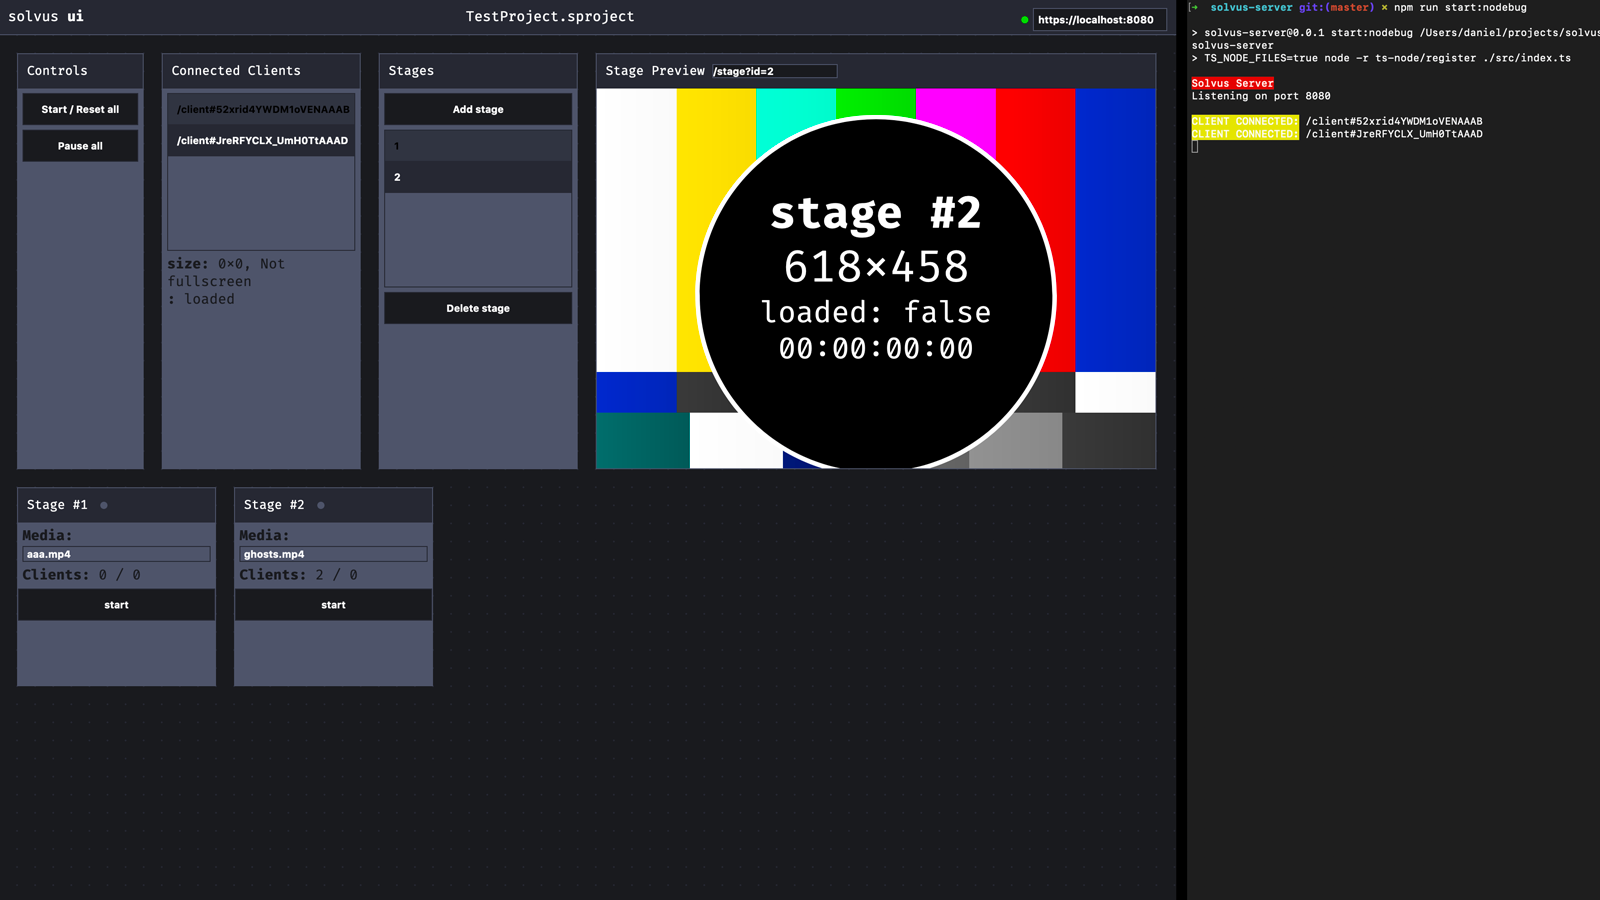 solvus ui
TestProject.sproject
https://localhost:8080
Controls
Start / Reset all
Pause all
Connected Clients
/client#52xrid4YWDM1oVENAAAB
/client#JreRFYCLX_UmH0TtAAAD
size: 0×0, Not
fullscreen
: loaded
Stages
Add stage
1
2
Delete stage
Stage Preview /stage?id=2
stage #2
618×458
loaded: false
00:00:00:00
Stage #1
Media:
aaa.mp4
Clients: 0 / 0
start
Stage #2
Media:
ghosts.mp4
Clients: 2 / 0
start
[➜ solvus-server git:(master) ✗ npm run start:nodebug
> solvus-server@0.0.1 start:nodebug /Users/daniel/projects/solvus
solvus-server
> TS_NODE_FILES=true node -r ts-node/register ./src/index.ts
Solvus Server
Listening on port 8080
CLIENT CONNECTED: /client#52xrid4YWDM1oVENAAAB
CLIENT CONNECTED: /client#JreRFYCLX_UmH0TtAAAD